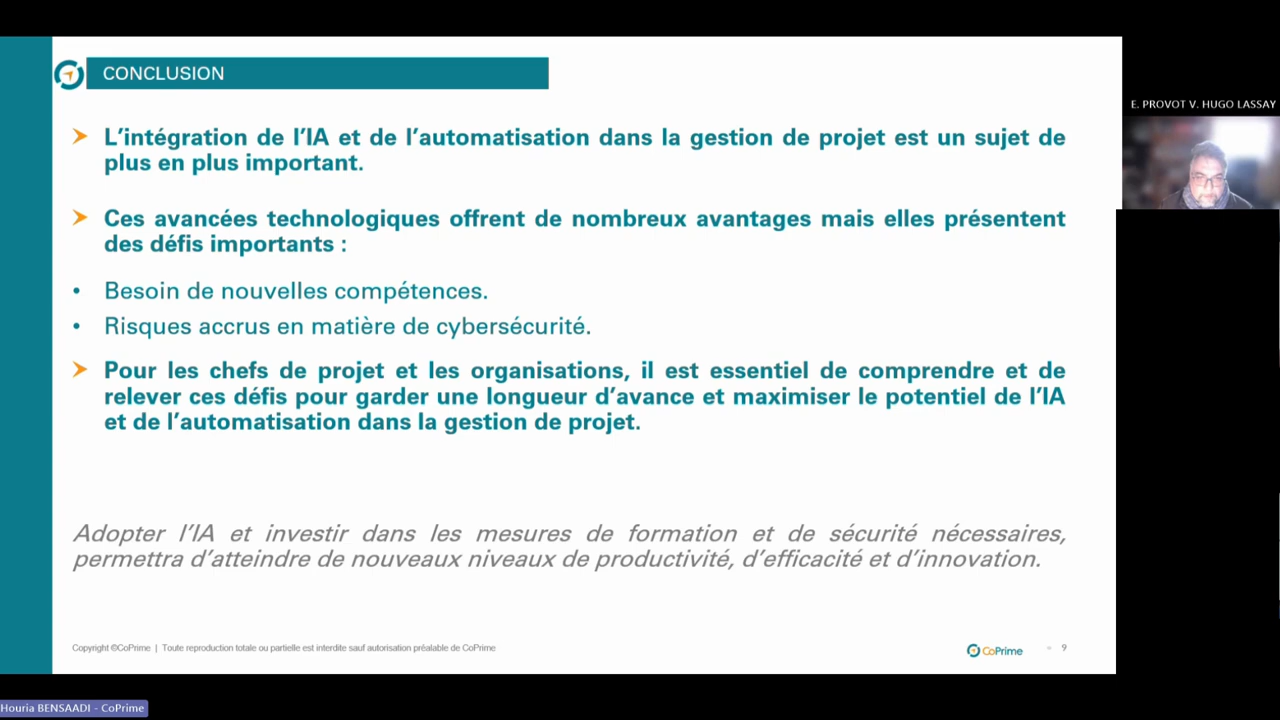 CONCLUSION
E. PROVOT V. HUGO LASSAY
L’intégration de l’IA et de l’automatisation dans la gestion de projet est un sujet de
plus en plus important.
Ces avancées technologiques offrent de nombreux avantages mais elles présentent
des défis importants :
• Besoin de nouvelles compétences.
• Risques accrus en matière de cybersécurité.
Pour les chefs de projet et les organisations, il est essentiel de comprendre et de
relever ces défis pour garder une longueur d’avance et maximiser le potentiel de l’IA
et de l’automatisation dans la gestion de projet.
Adopter l’IA et investir dans les mesures de formation et de sécurité nécessaires,
permettra d’atteindre de nouveaux niveaux de productivité, d’efficacité et d’innovation.
Copyright ©CoPrime | Toute reproduction totale ou partielle est interdite sauf autorisation préalable de CoPrime
CoPrime
9
Houria BENSAADI - CoPrime